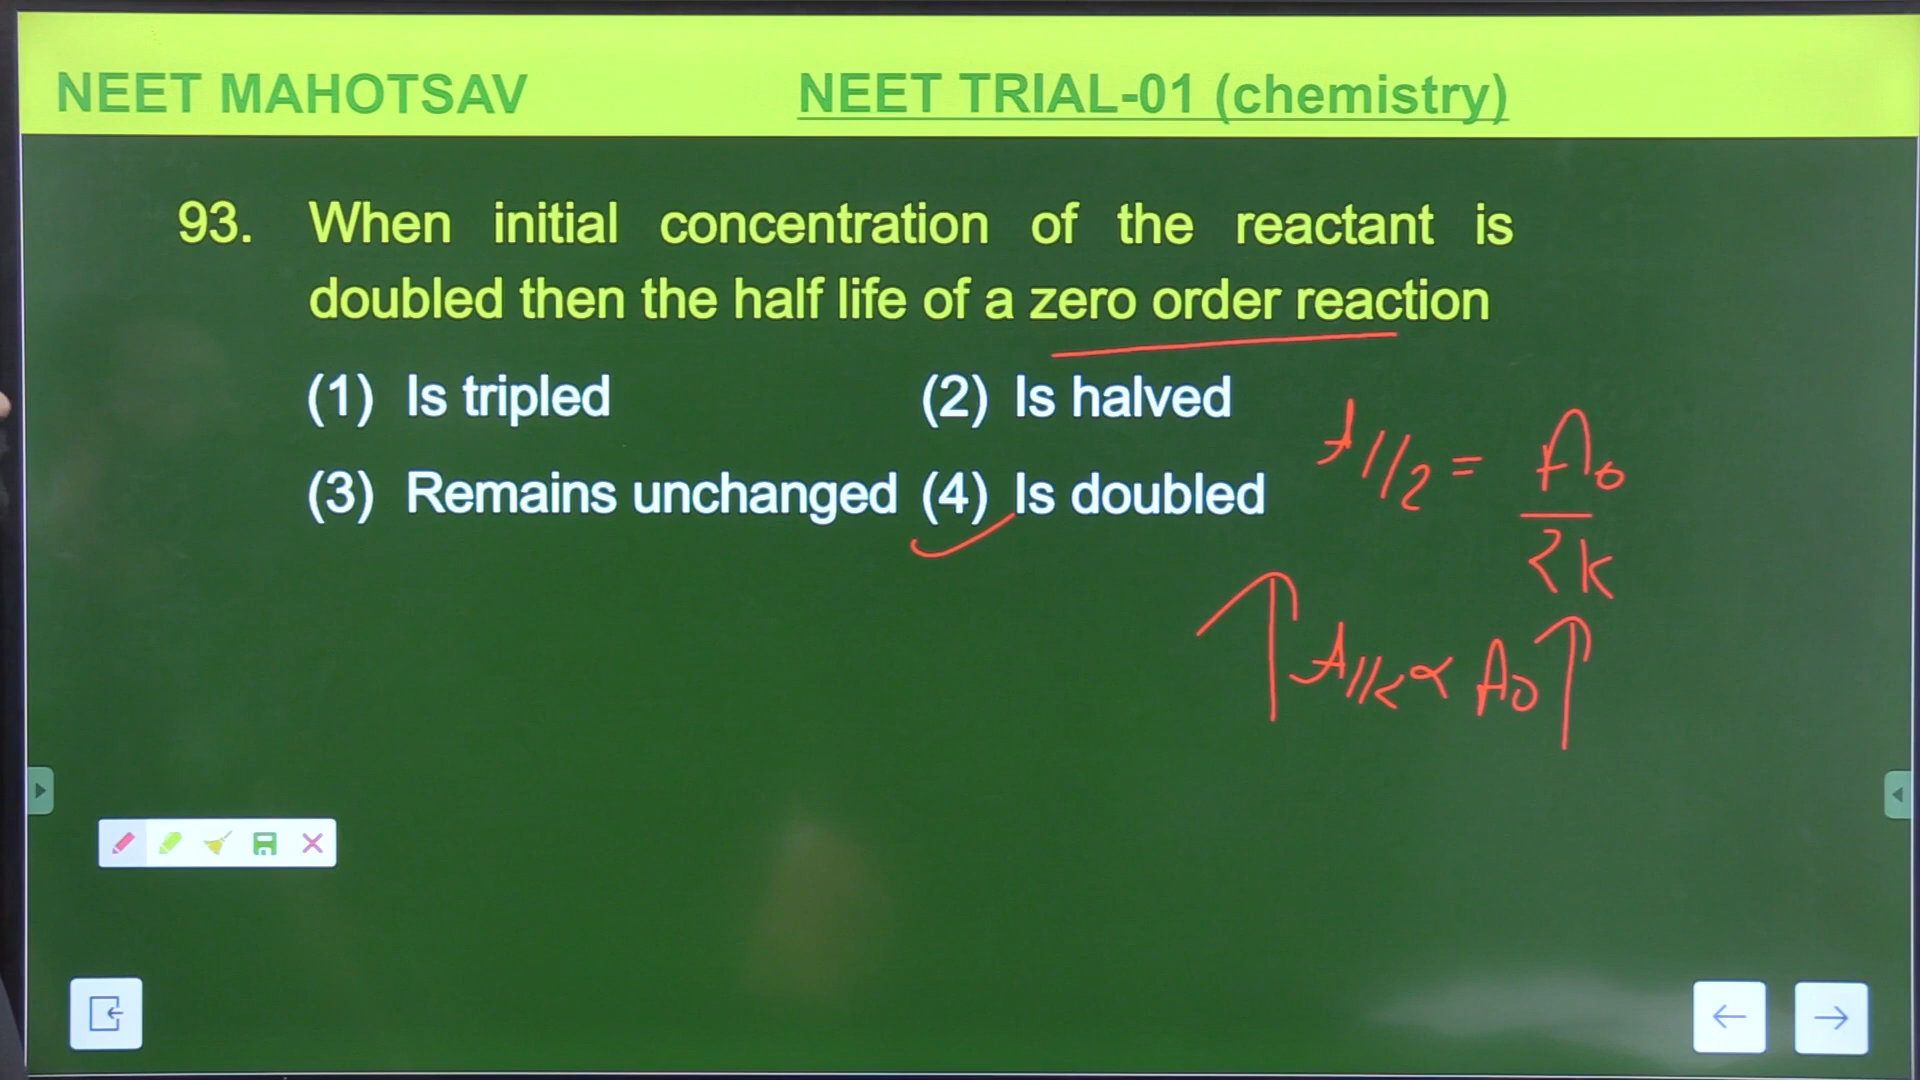 NEET MAHOTSAV NEET TRIAL-01 (chemistry)
93. When initial concentration of the reactant is
doubled then the half life of a zero order reaction
(1) Is tripled (2) Is halved
(3) Remains unchanged (4) Is doubled
t1/2 = A0/2k
t1/2 ∝ A0